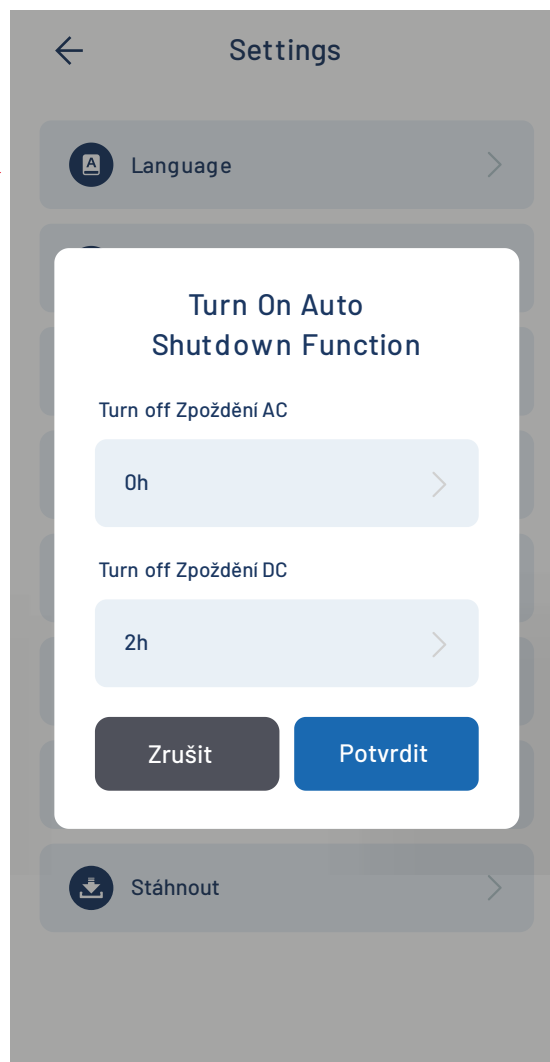 Settings
A
Language
Turn On Auto
Shutdown Function
Turn off Zpoždění AC
0h
Turn off Zpoždění DC
2h
Zrušit
Potvrdit
Stáhnout